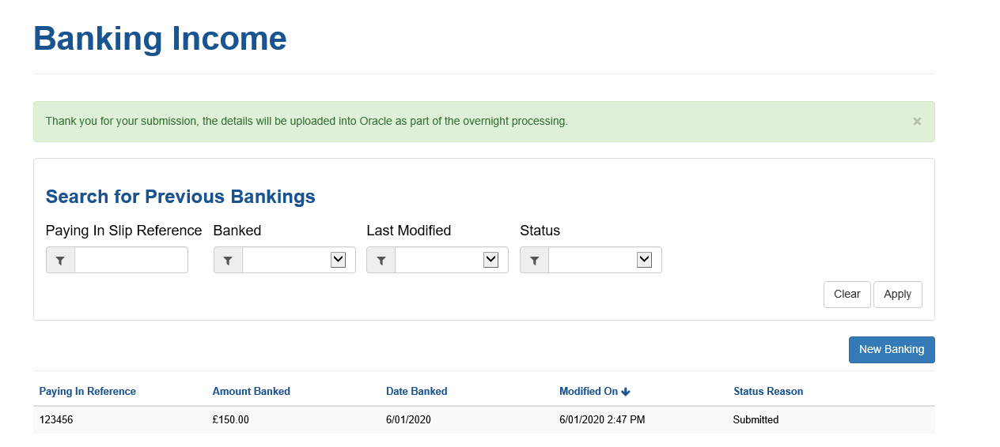 Banking Income
Thank you for your submission, the details will be uploaded into Oracle as part of the overnight processing. ×
Search for Previous Bankings
Paying In Slip Reference Banked Last Modified Status
Clear Apply
New Banking
Paying In Reference Amount Banked Date Banked Modified On Status Reason
123456 £150.00 6/01/2020 6/01/2020 2:47 PM Submitted